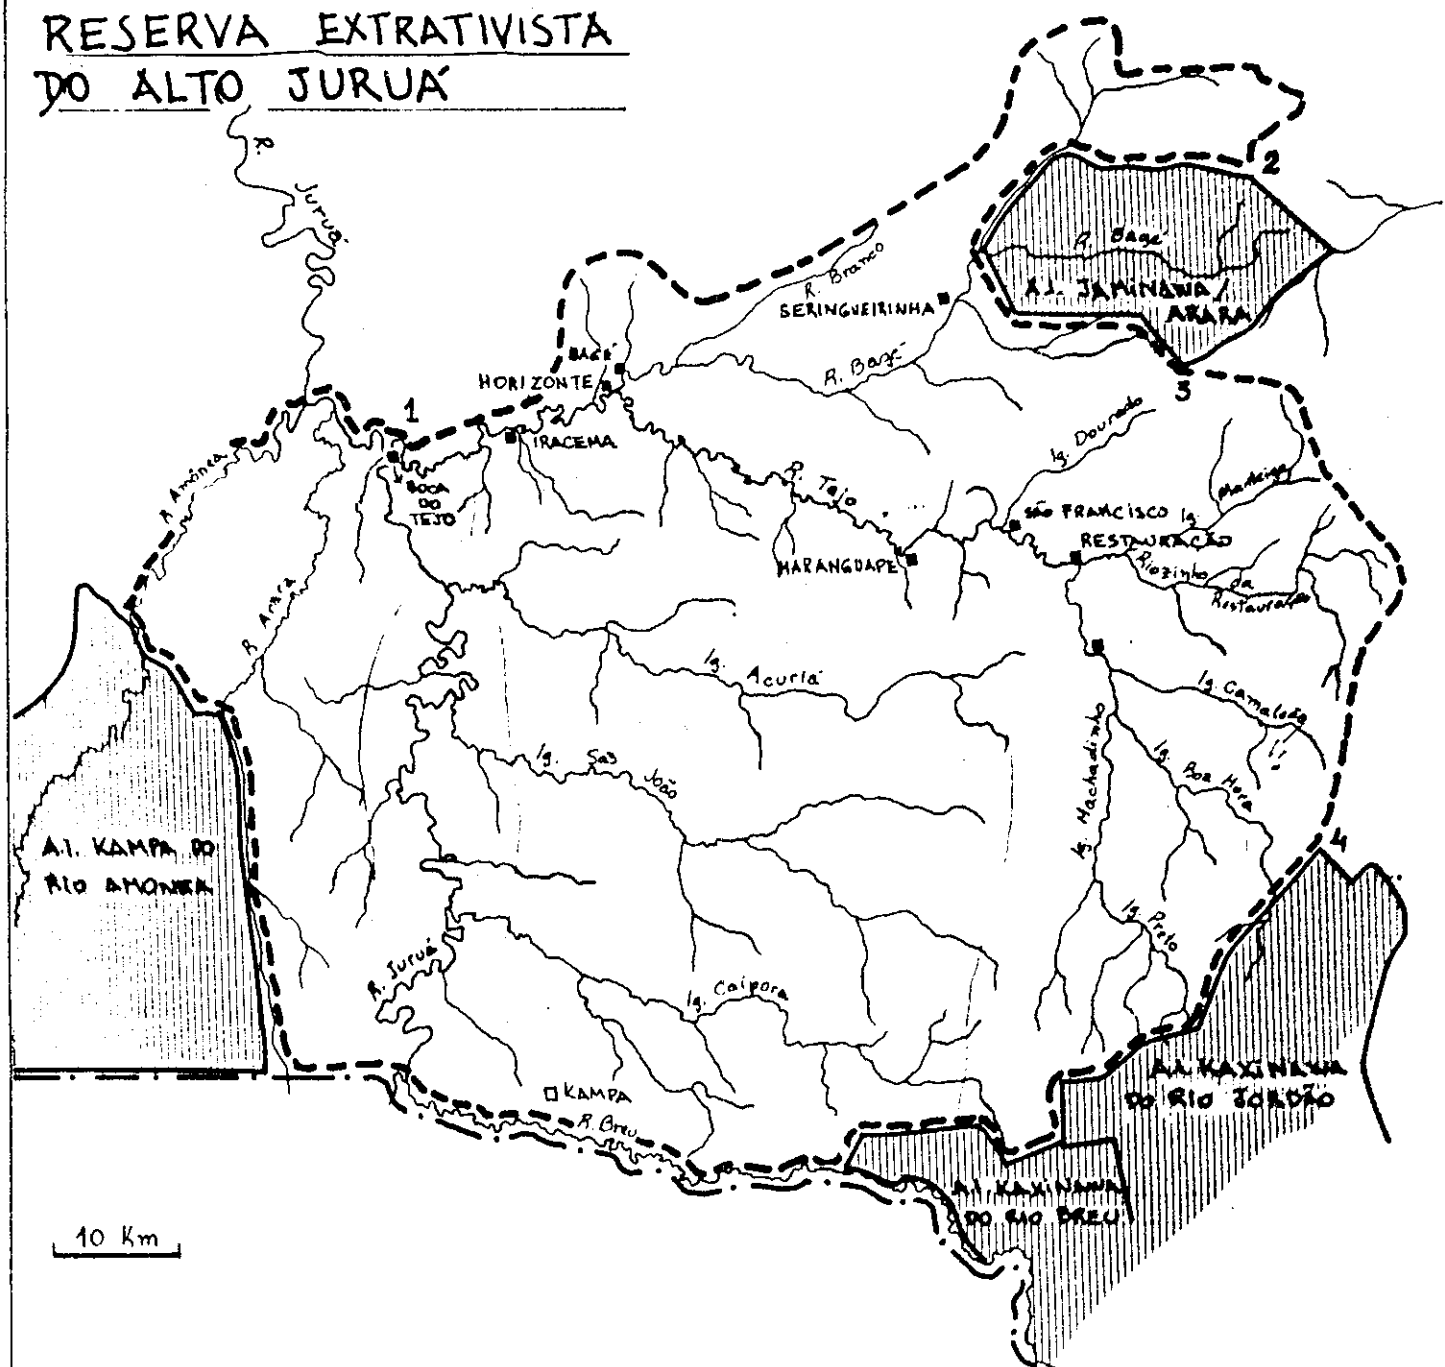 RESERVA EXTRATIVISTA
DO ALTO JURUÁ
R.
Juruá
2
R. Bagé
A.I. JAMINAWA /
ARARA
R. Branco
SERINGUEIRINHA
BAGÉ
HORIZONTE
R. Bagé
3
1
IRACEMA
Ig. Dourado
R. Amônea
BOCA
DO
TEJO
R. Tejo
Ig. Manteiga
SÃO FRANCISCO
RESTAURAÇÃO
MARANGUAPE
Riozinho da
Restauração
R. Arara
Ig. Acuriá
Ig. Camaleão
Ig. São João
Ig. Machadinho
Ig. Boa Hora
4
A.I. KAMPA DO
RIO AMONEA
Ig. Preto
R. Juruá
Ig. Caipora
A.I. KAXINAWA
DO RIO JORDÃO
KAMPA
R. Breu
A.I. KAXINAWA
DO RIO BREU
10 Km